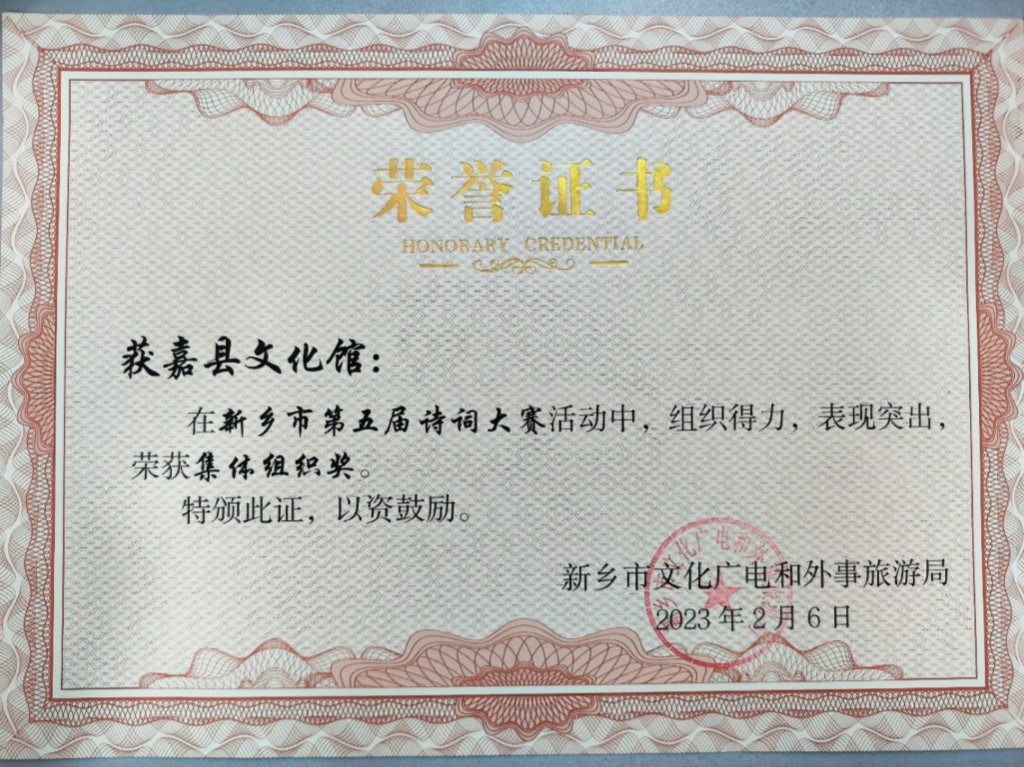 荣誉证书
HONORARY CREDENTIAL
获嘉县文化馆：
在新乡市第五届诗词大赛活动中，组织得力，表现突出，
荣获集体组织奖。
特颁此证，以资鼓励。
新乡市文化广电和外事旅游局
2023年2月6日